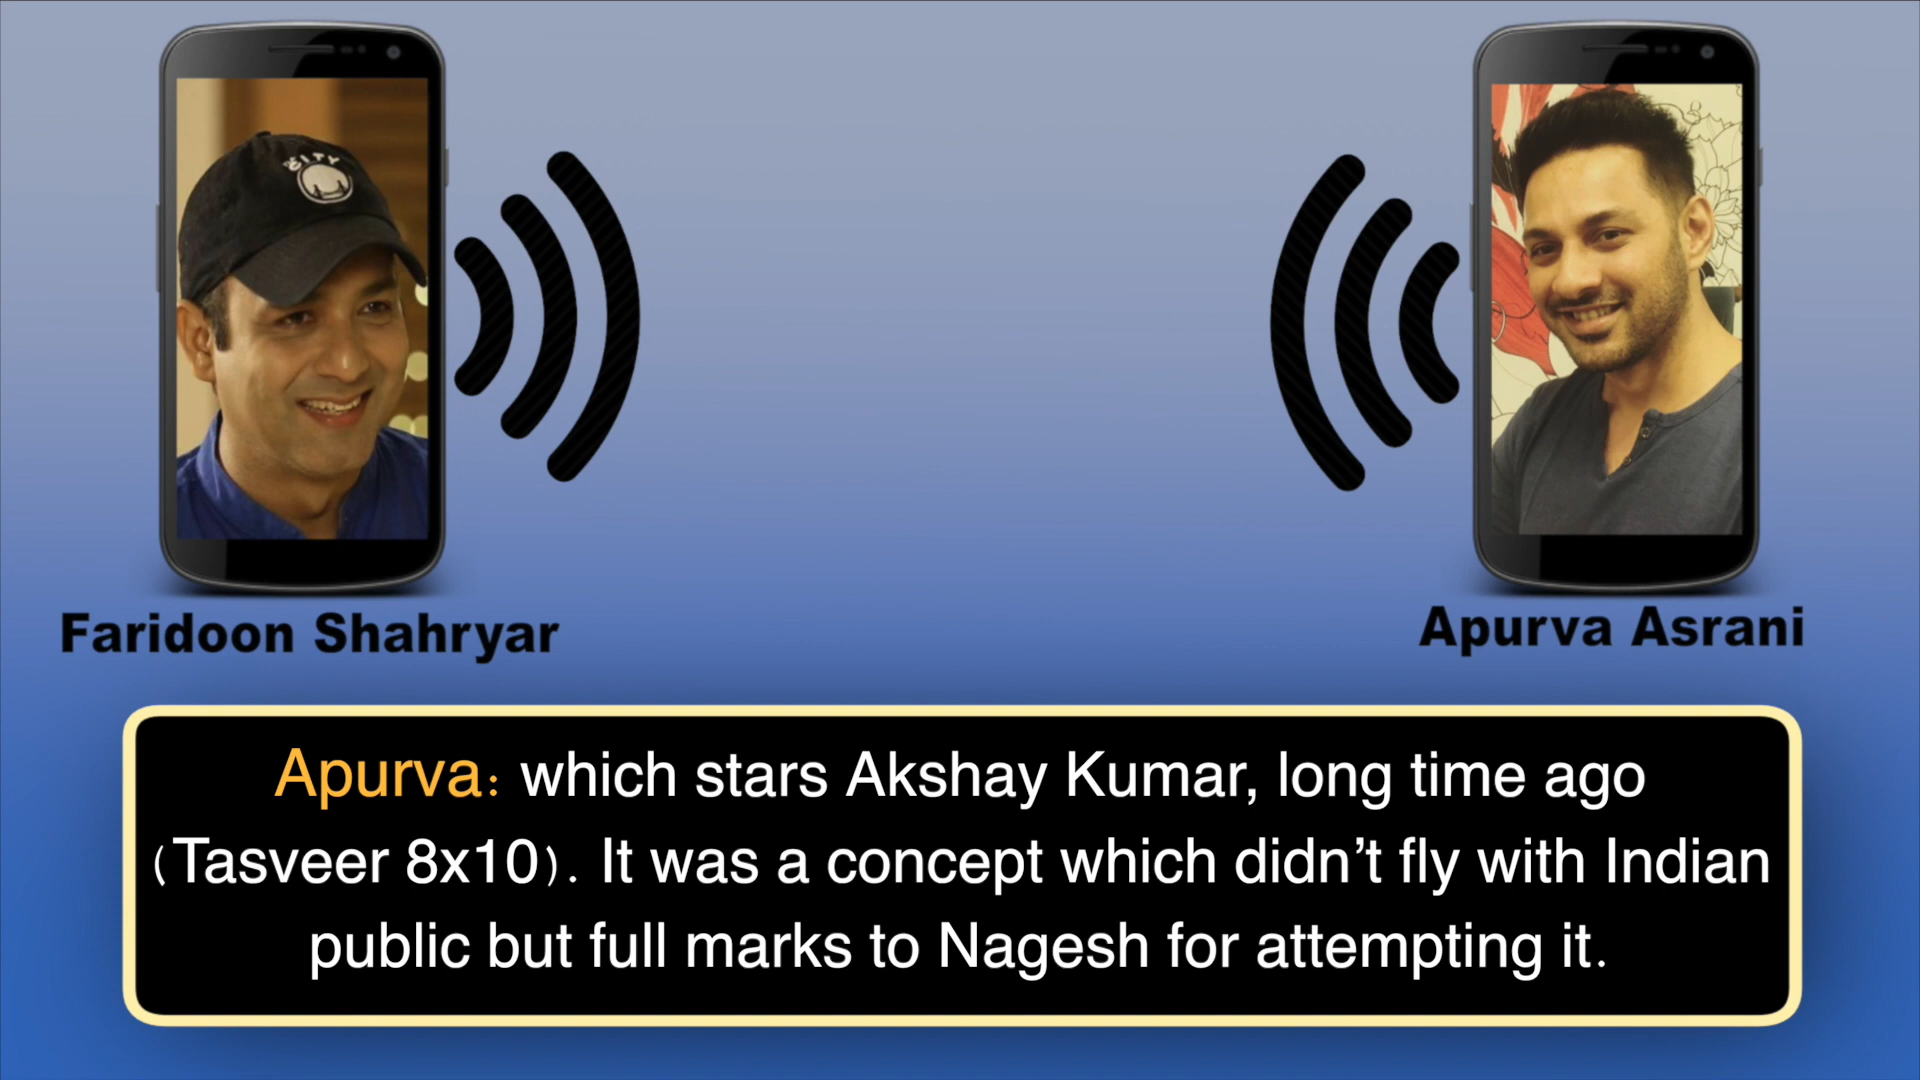 CITY
Faridoon Shahryar
Apurva Asrani
Apurva: which stars Akshay Kumar, long time ago
(Tasveer 8x10). It was a concept which didn’t fly with Indian
public but full marks to Nagesh for attempting it.